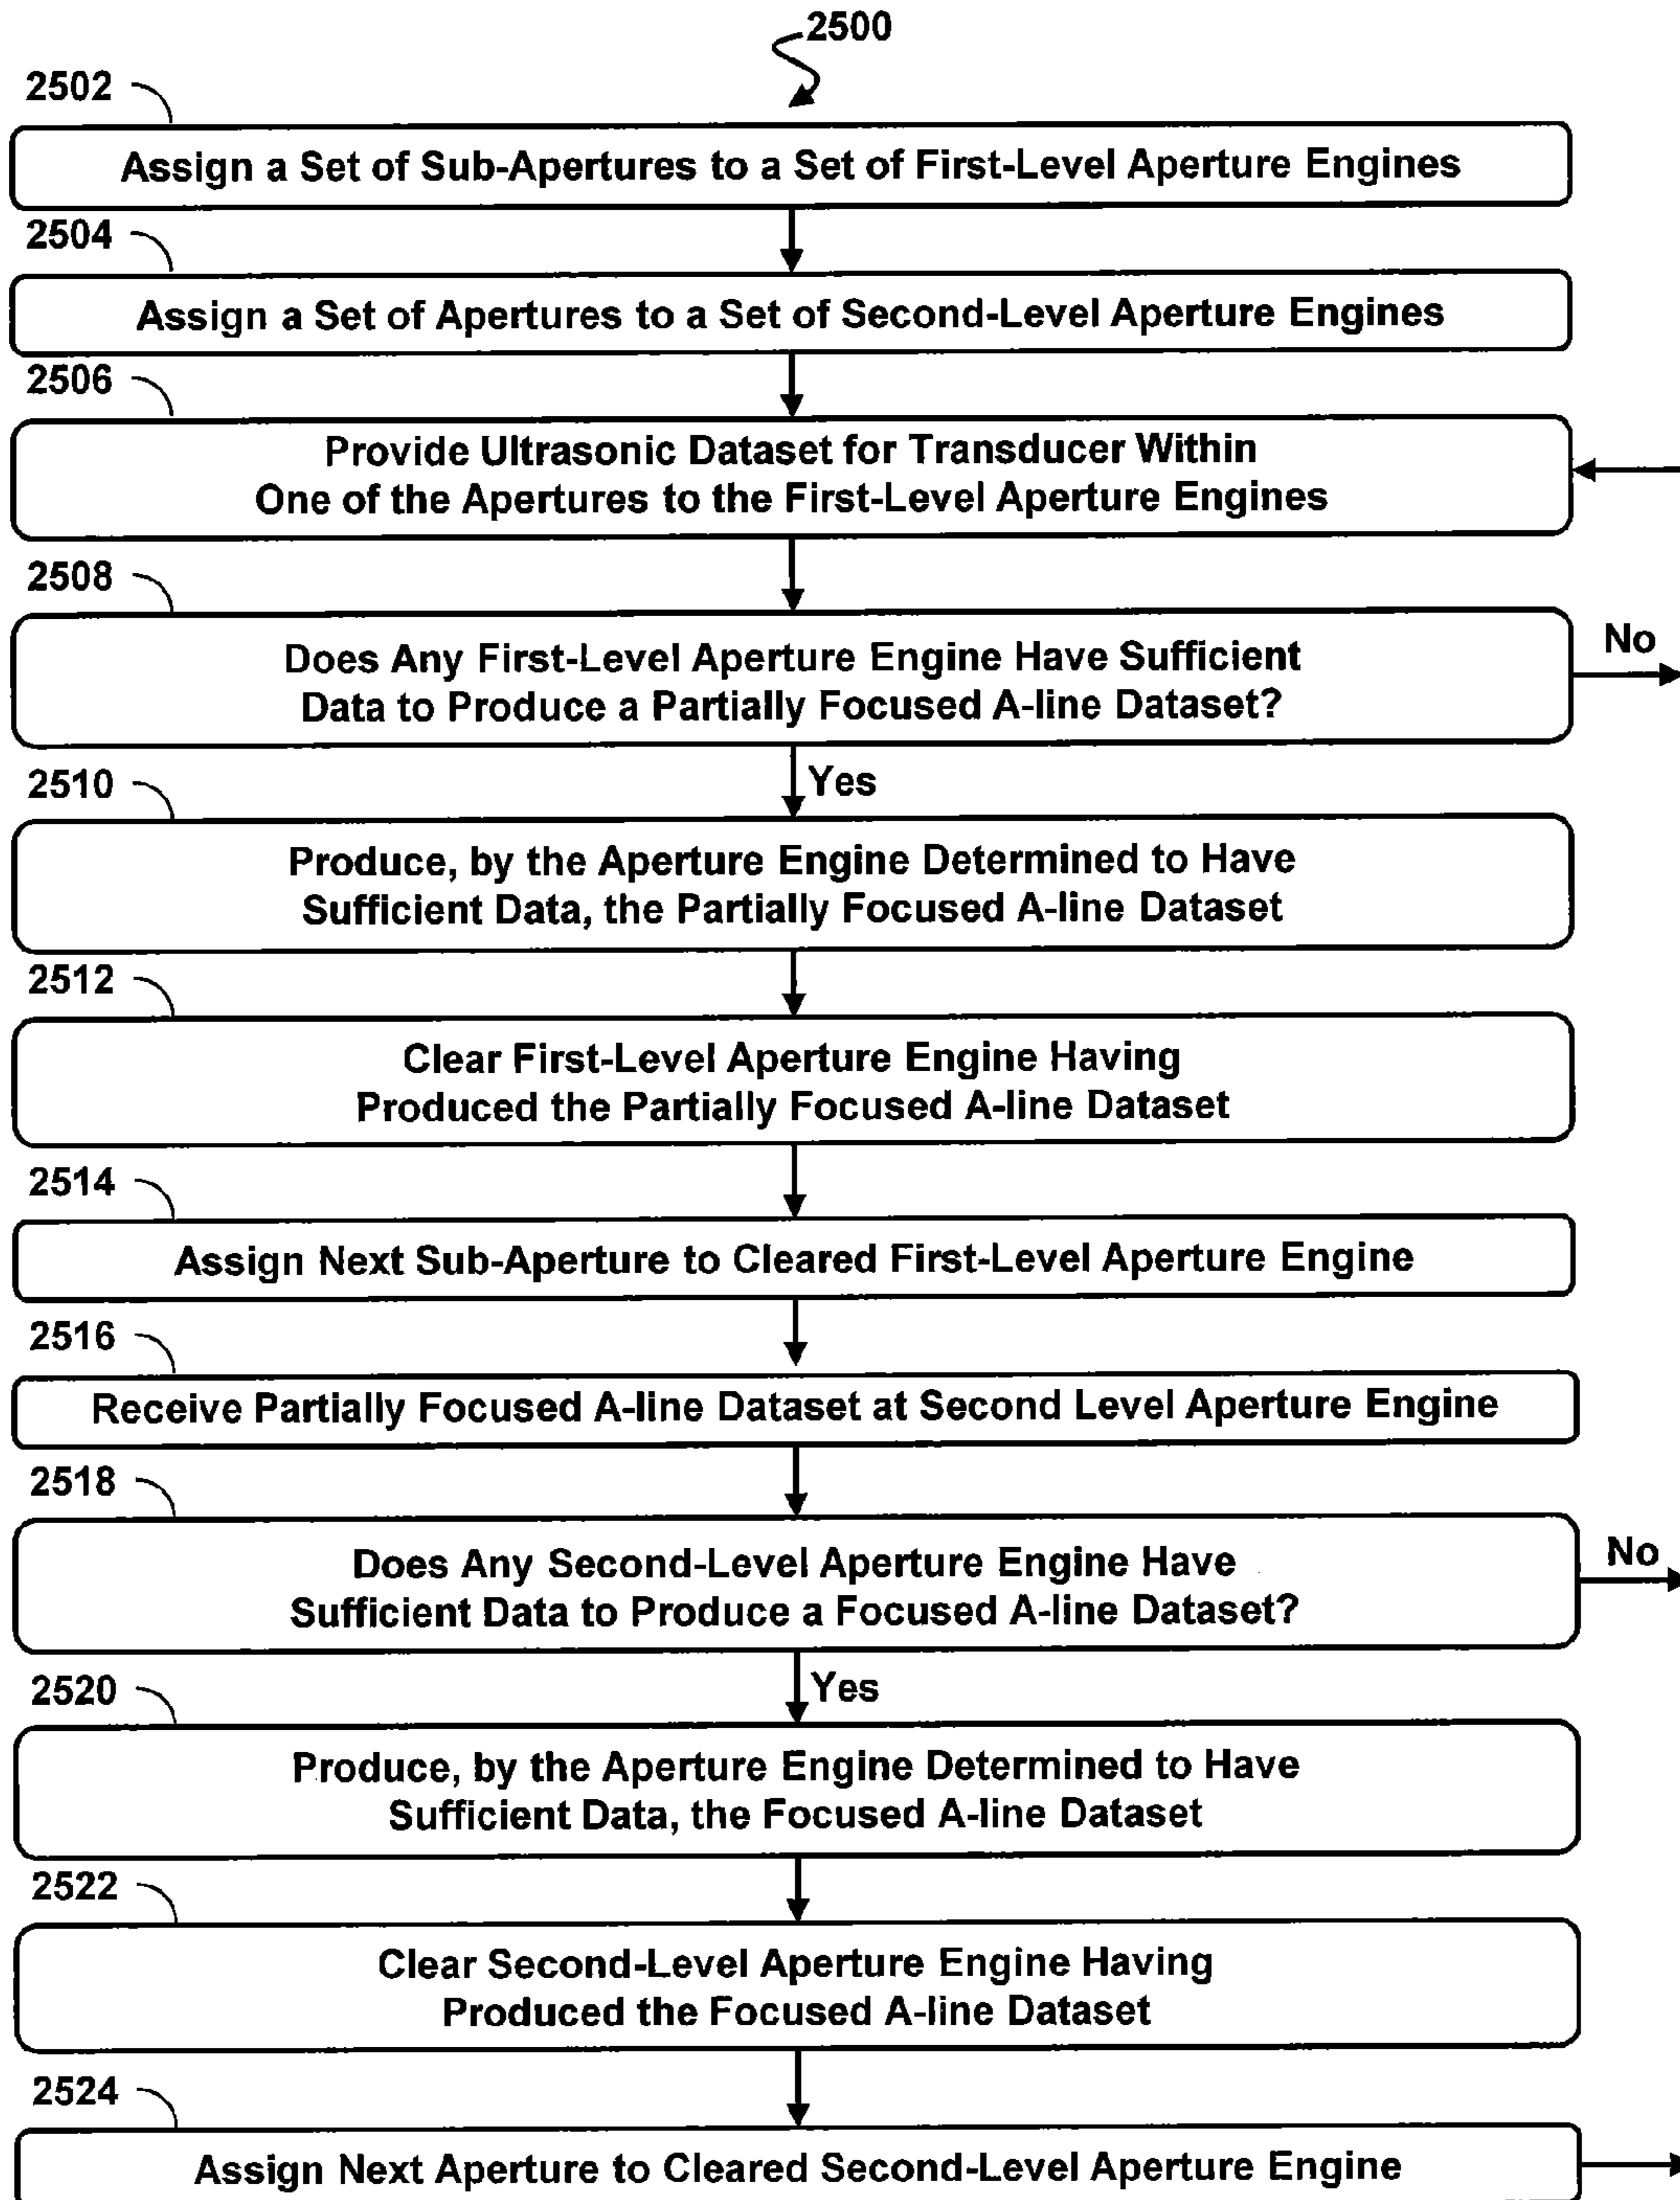 2500
2502
Assign a Set of Sub-Apertures to a Set of First-Level Aperture Engines
2504
Assign a Set of Apertures to a Set of Second-Level Aperture Engines
2506
Provide Ultrasonic Dataset for Transducer Within
One of the Apertures to the First-Level Aperture Engines
2508
Does Any First-Level Aperture Engine Have Sufficient
Data to Produce a Partially Focused A-line Dataset?
No
Yes
2510
Produce, by the Aperture Engine Determined to Have
Sufficient Data, the Partially Focused A-line Dataset
2512
Clear First-Level Aperture Engine Having
Produced the Partially Focused A-line Dataset
2514
Assign Next Sub-Aperture to Cleared First-Level Aperture Engine
2516
Receive Partially Focused A-line Dataset at Second Level Aperture Engine
2518
Does Any Second-Level Aperture Engine Have
Sufficient Data to Produce a Focused A-line Dataset?
No
Yes
2520
Produce, by the Aperture Engine Determined to Have
Sufficient Data, the Focused A-line Dataset
2522
Clear Second-Level Aperture Engine Having
Produced the Focused A-line Dataset
2524
Assign Next Aperture to Cleared Second-Level Aperture Engine